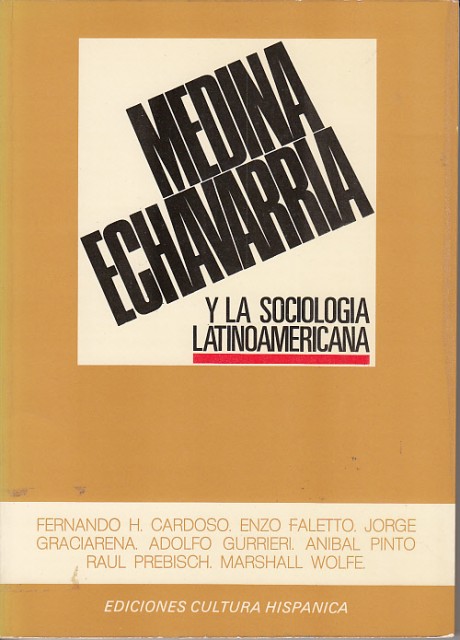 MEDINA
ECHAVARRIA
Y LA SOCIOLOGIA
LATINOAMERICANA
FERNANDO H. CARDOSO. ENZO FALETTO. JORGE
GRACIARENA. ADOLFO GURRIERI. ANIBAL PINTO
RAUL PREBISCH. MARSHALL WOLFE.
EDICIONES CULTURA HISPANICA